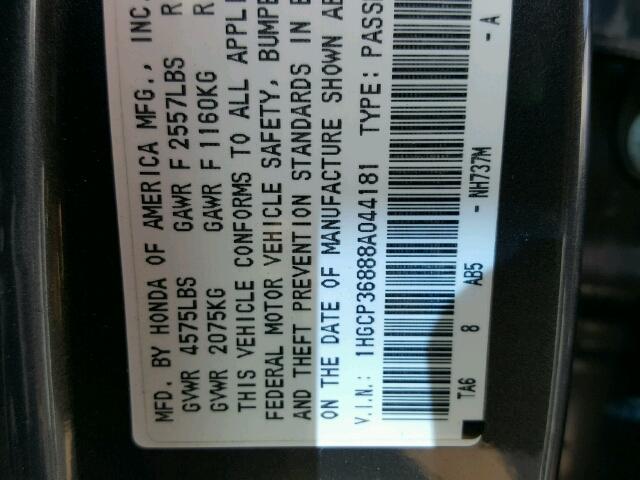 MFD. BY HONDA OF AMERICA MFG., INC.
GVWR 4575LBS GAWR F 2557LBS R
GVWR 2075KG GAWR F 1160KG R
THIS VEHICLE CONFORMS TO ALL APPLI
FEDERAL MOTOR VEHICLE SAFETY, BUMPE
AND THEFT PREVENTION STANDARDS IN E
ON THE DATE OF MANUFACTURE SHOWN AB
V.I.N.: 1HGCP36888A044181 TYPE: PASSE
TA6 8 AB5 - NH737M - A